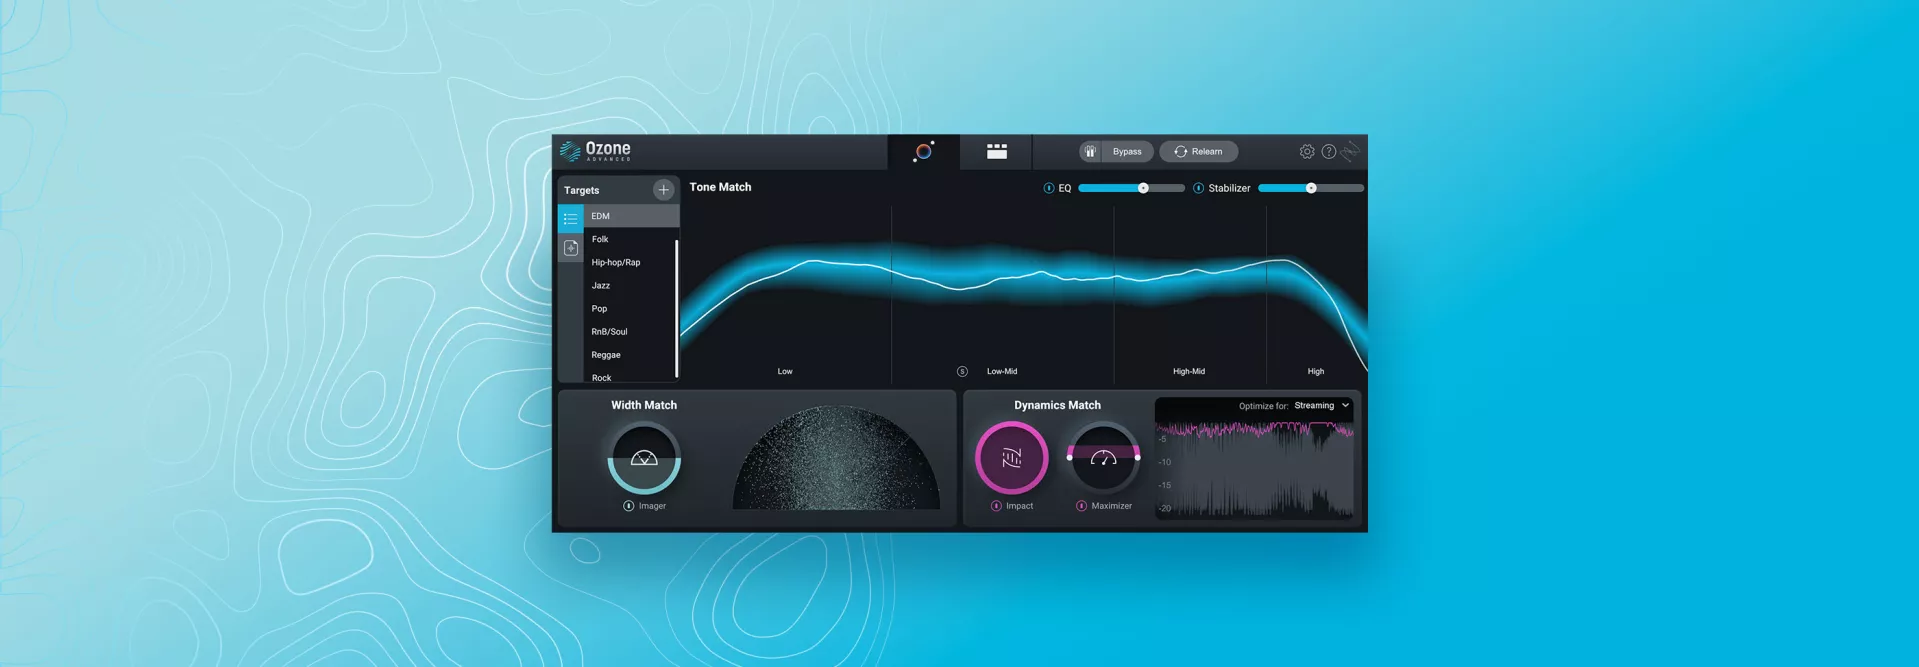 Ozone
ADVANCED
Bypass
Relearn
?
Targets
+
EDM
Folk
Hip-hop/Rap
Jazz
Pop
RnB/Soul
Reggae
Rock
Tone Match
EQ
Stabilizer
Low
S
Low-Mid
High-Mid
High
Width Match
Imager
Dynamics Match
Impact
Maximizer
Optimize for: Streaming
-5
-10
-15
-20